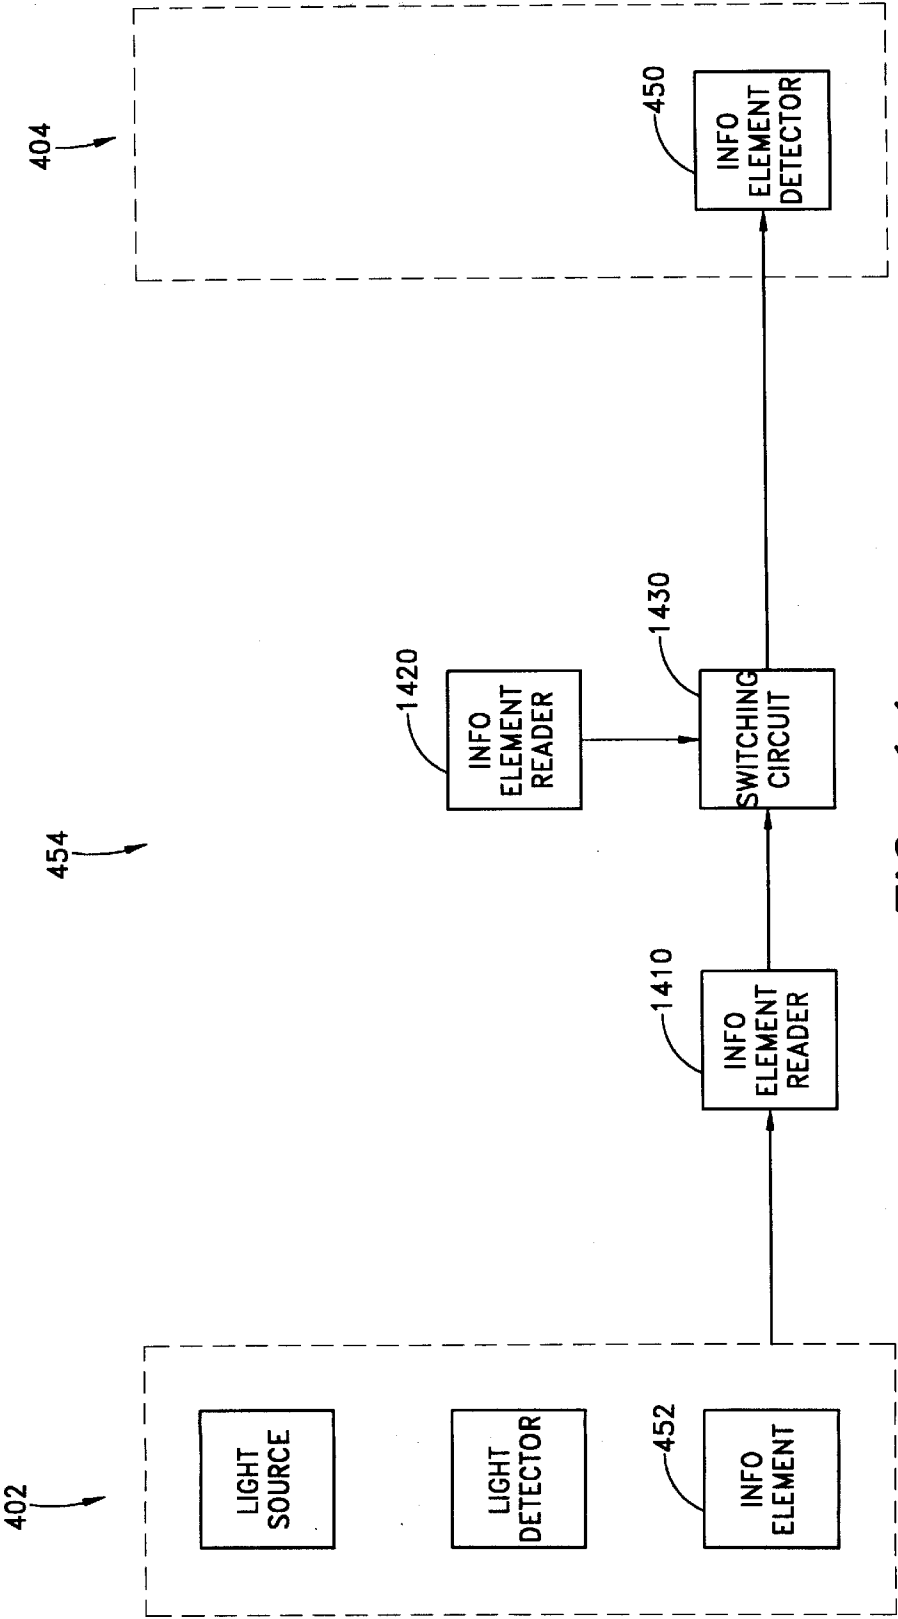 402
454
404
LIGHT
SOURCE
LIGHT
DETECTOR
1420
INFO
ELEMENT
READER
452
INFO
ELEMENT
1410
INFO
ELEMENT
READER
1430
SWITCHING
CIRCUIT
450
INFO
ELEMENT
DETECTOR